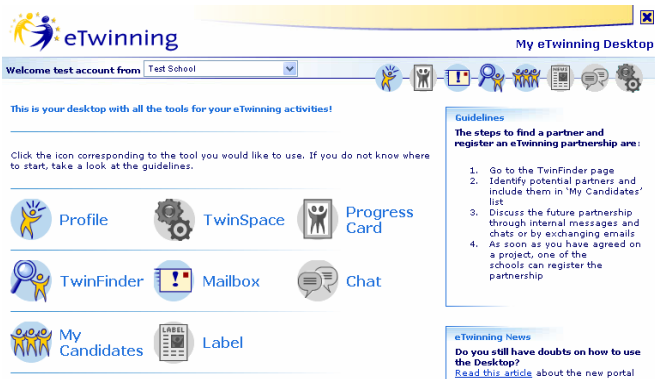 eTwinning
My eTwinning Desktop
Welcome test account from Test School
This is your desktop with all the tools for your eTwinning activities!
Click the icon corresponding to the tool you would like to use. If you do not know where
to start, take a look at the guidelines.
Profile
TwinSpace
Progress
Card
TwinFinder
Mailbox
Chat
My
Candidates
LABEL
Label
Guidelines
The steps to find a partner and
register an eTwinning partnership are:
1. Go to the TwinFinder page
2. Identify potential partners and
include them in 'My Candidates'
list
3. Discuss the future partnership
through internal messages and
chats or by exchanging emails
4. As soon as you have agreed on
a project, one of the
schools can register the
partnership
eTwinning News
Do you still have doubts on how to use
the Desktop?
Read this article about the new portal